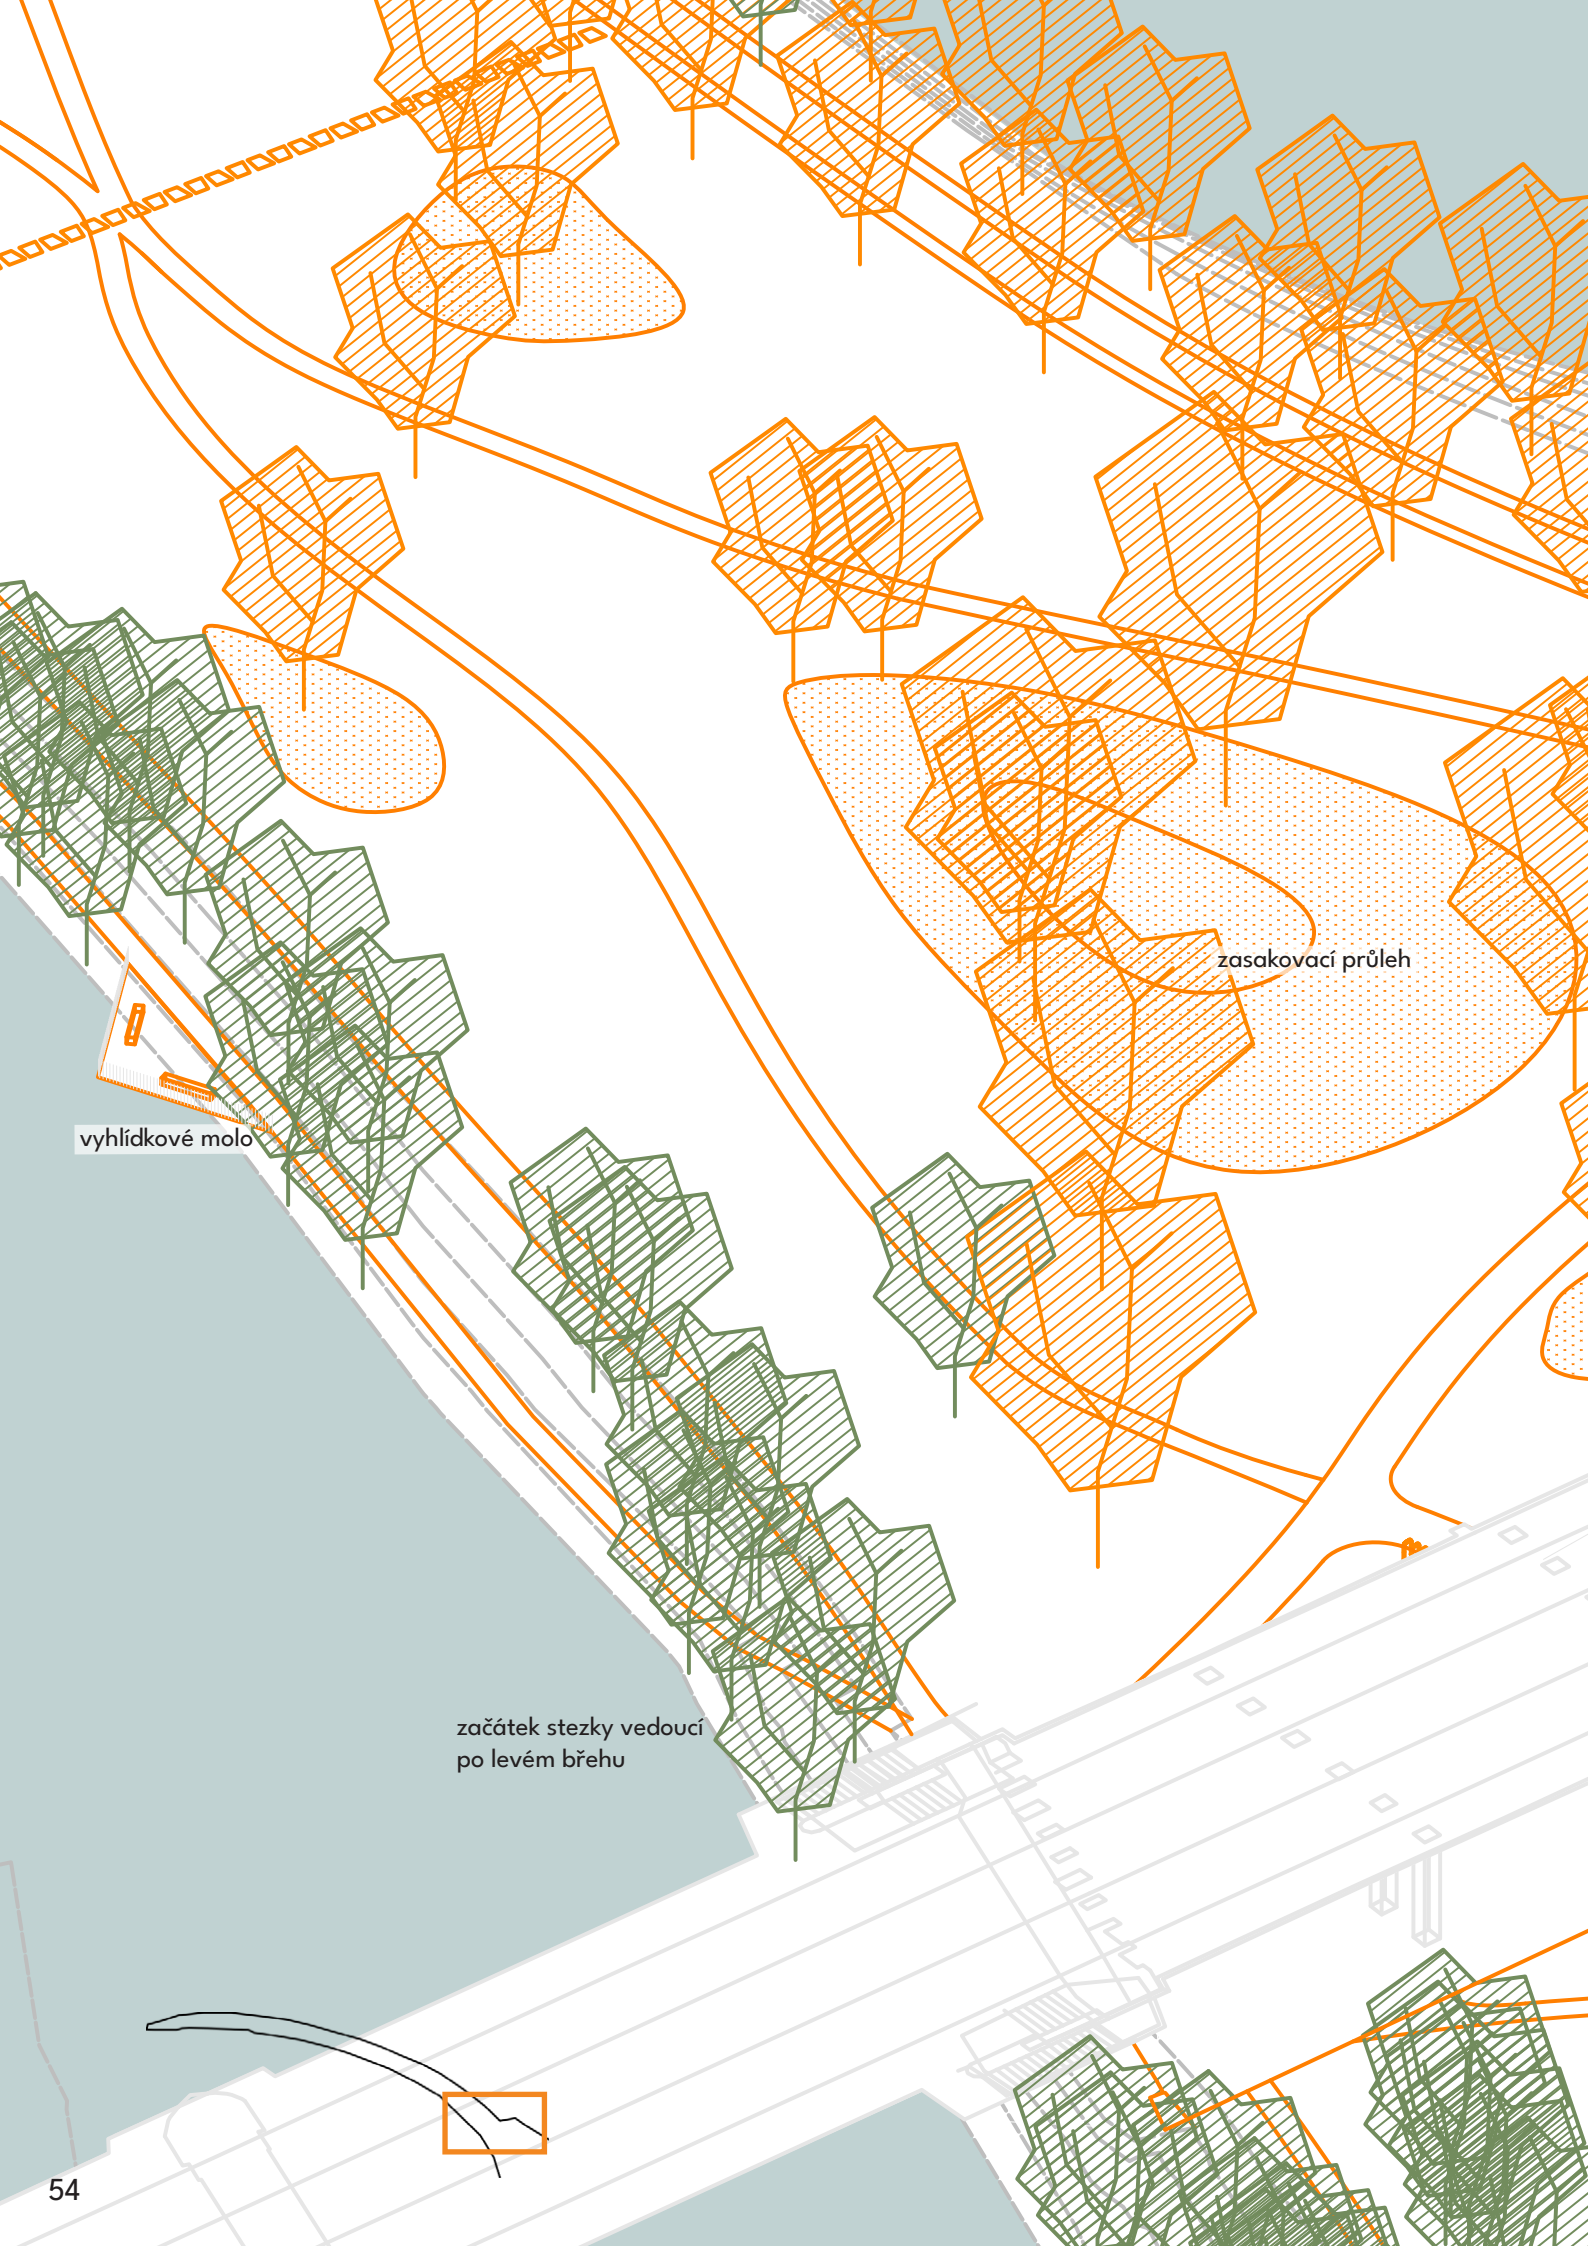 zasakovací průleh
vyhlídkové molo
začátek stezky vedoucí
po levém břehu
54